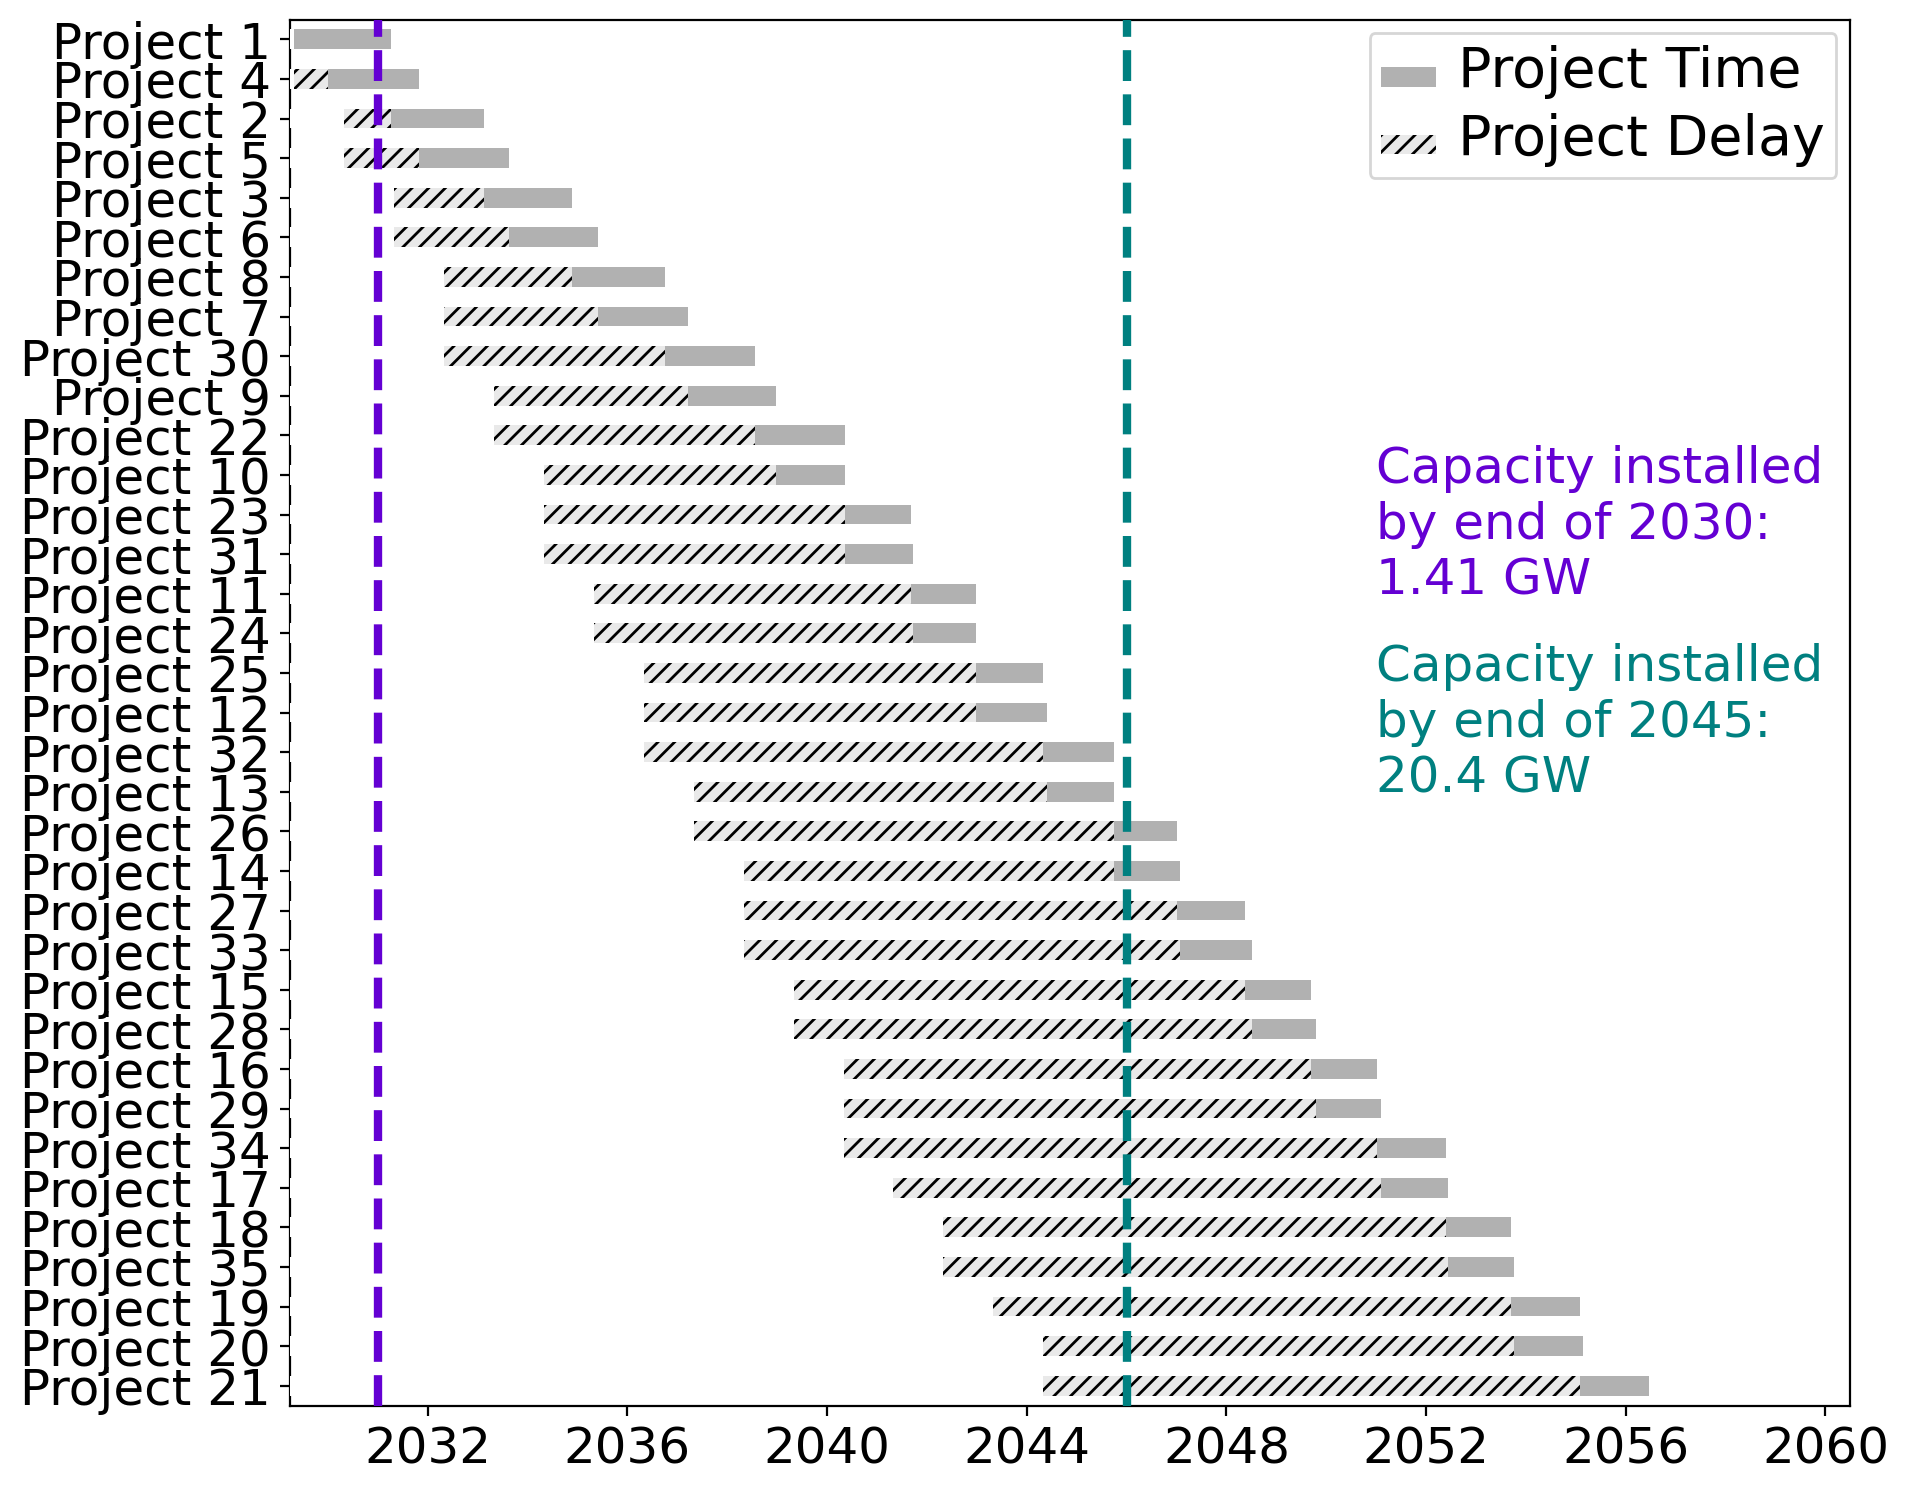 Project 1
Project 4
Project 2
Project 5
Project 3
Project 6
Project 8
Project 7
Project 30
Project 9
Project 22
Project 10
Project 23
Project 31
Project 11
Project 24
Project 25
Project 12
Project 32
Project 13
Project 26
Project 14
Project 27
Project 33
Project 15
Project 28
Project 16
Project 29
Project 34
Project 17
Project 18
Project 35
Project 19
Project 20
Project 21
Project Time
Project Delay
Capacity installed
by end of 2030:
1.41 GW
Capacity installed
by end of 2045:
20.4 GW
2032 2036 2040 2044 2048 2052 2056 2060